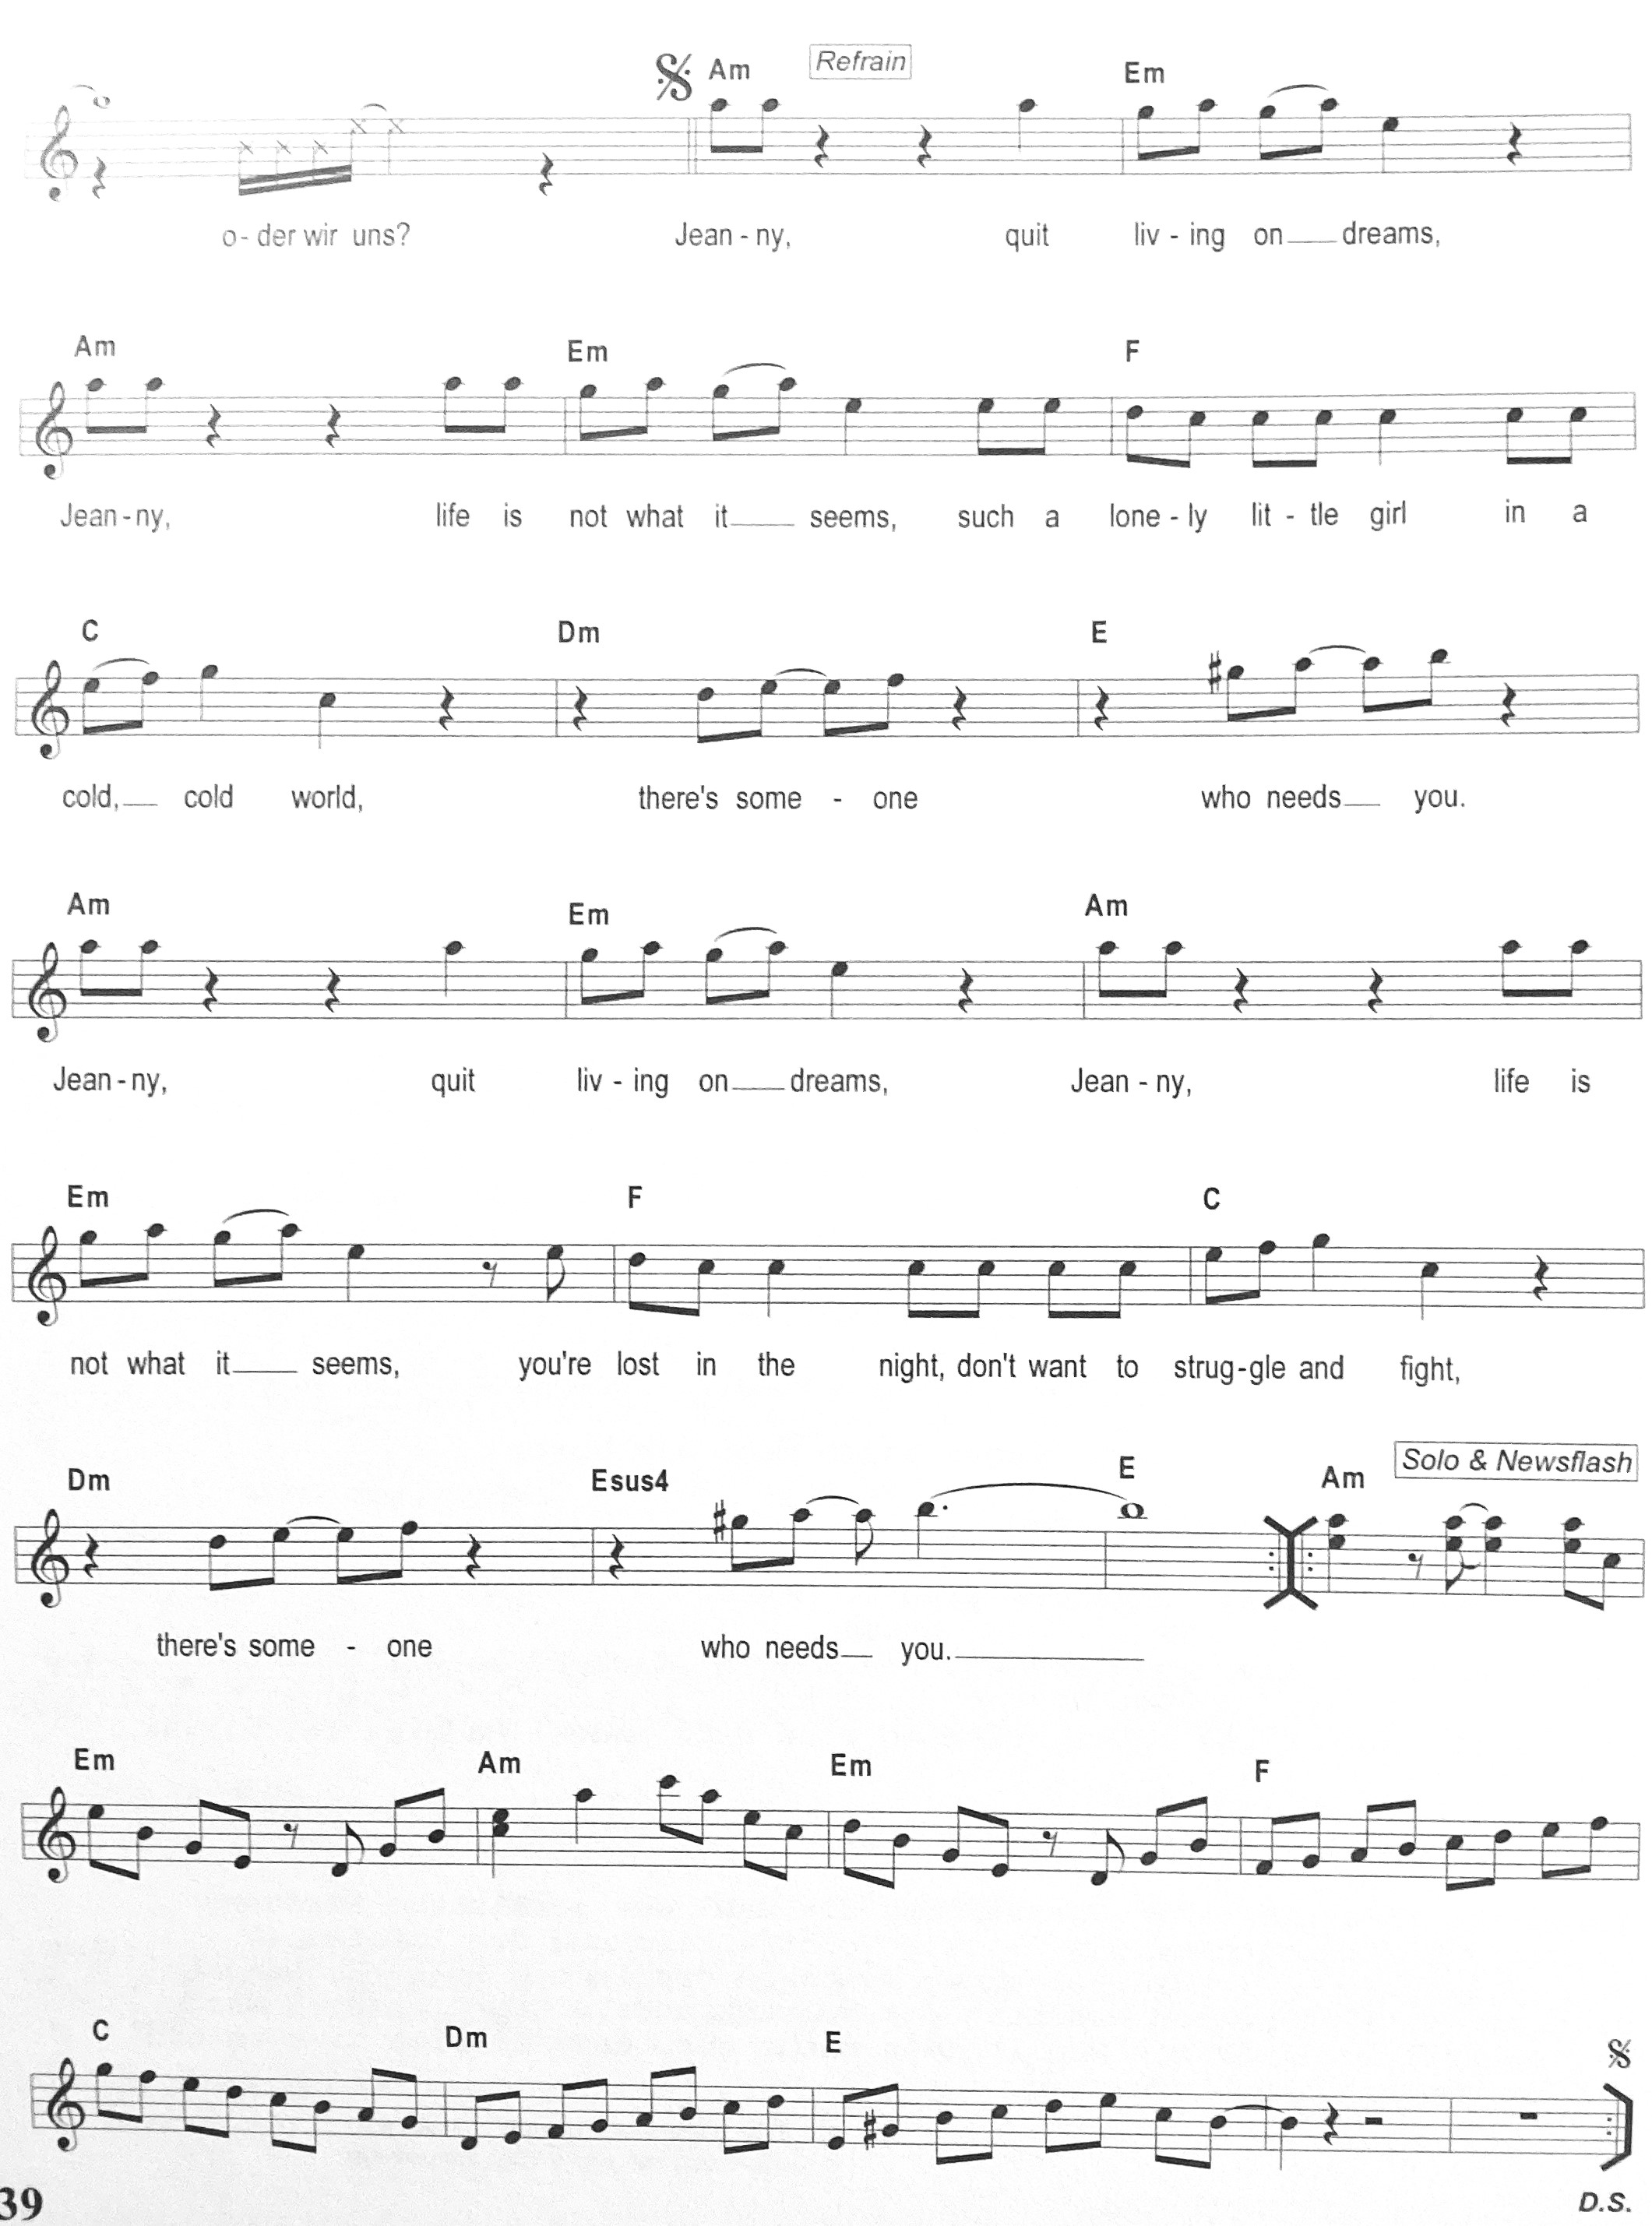 Am Refrain Em
o- der wir uns? Jean - ny, quit liv - ing on dreams,
Am Em F
Jean - ny, life is not what it seems, such a lone - ly lit - tle girl in a
C Dm E
cold, cold world, there's some - one who needs you.
Am Em Am
Jean - ny, quit liv - ing on dreams, Jean - ny, life is
Em F C
not what it seems, you're lost in the night, don't want to strug-gle and fight,
Dm Esus4 E Am Solo & Newsflash
there's some - one who needs you.
Em Am Em F
C Dm E
39 D.S.